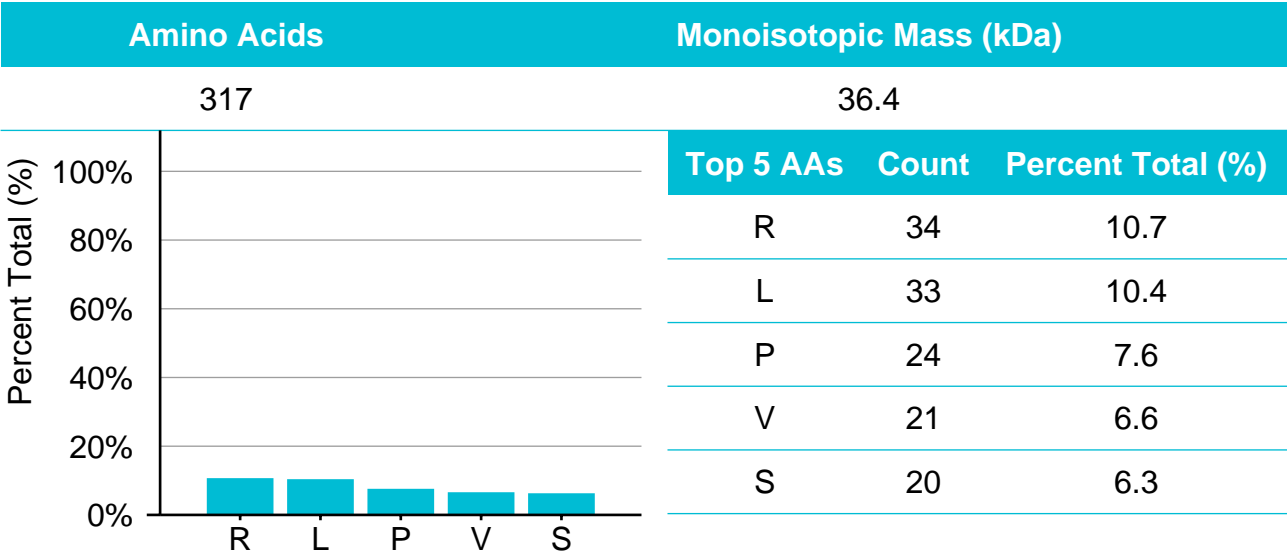 Amino Acids Monoisotopic Mass (kDa)
317 36.4
Percent Total (%)
100%
80%
60%
40%
20%
0%
R L P V S
Top 5 AAs Count Percent Total (%)
R 34 10.7
L 33 10.4
P 24 7.6
V 21 6.6
S 20 6.3